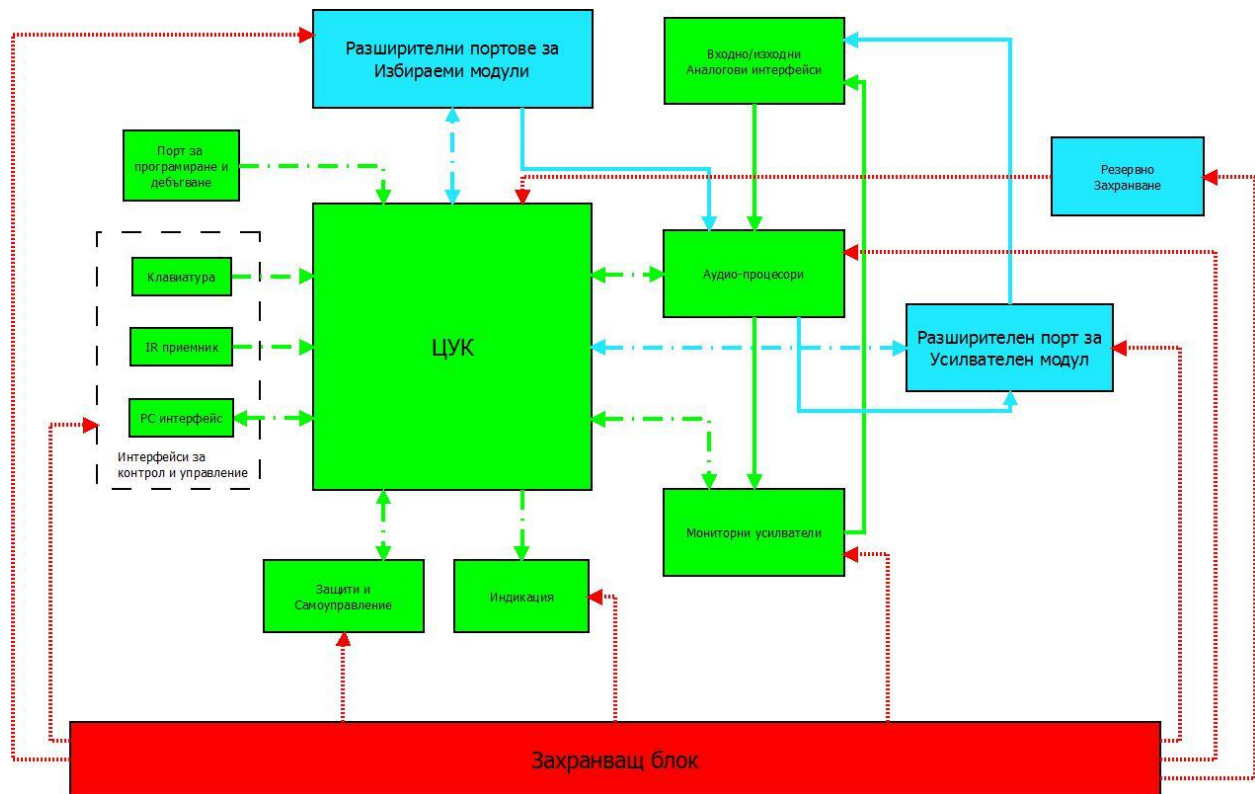 Разширителни портове за
Избираеми модули
Входно/изходни
Аналогови интерфейси
Порт за
програмиране и
дебъгване
Резервно
Захранване
Клавиатура
Аудио-процесори
IR приемник
ЦУК
Разширителен порт за
Усилвателен модул
PC интерфейс
Интерфейси за
контрол и управление
Мониторни усилватели
Защити и
Самоуправление
Индикация
Захранващ блок